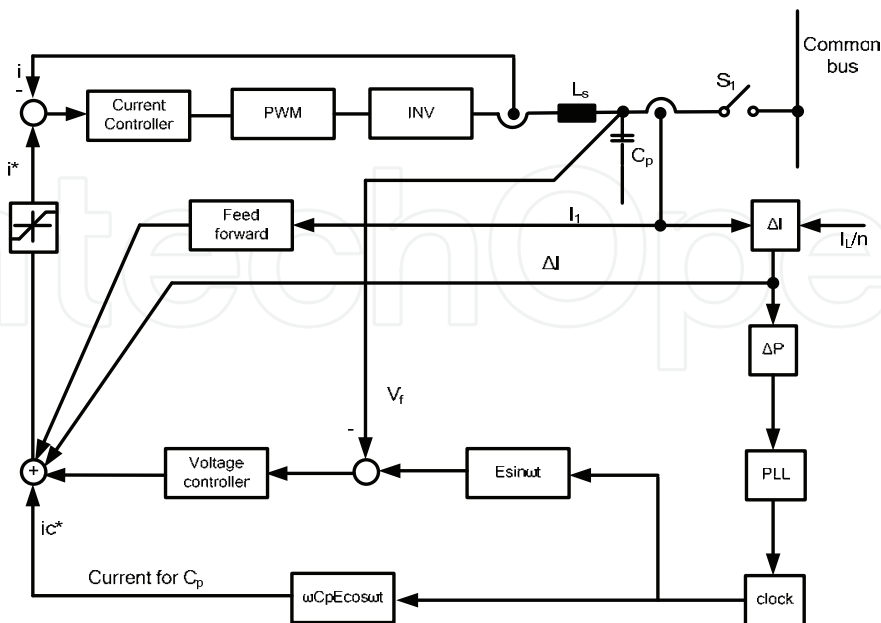 Common
bus
i
-
Current
Controller
PWM
INV
Ls
S1
Cp
i*
Feed
forward
I1
ΔI
IL/n
ΔI
ΔP
Vf
-
+
Voltage
controller
Esinωt
PLL
ic*
Current for Cp
ωCpEcosωt
clock
ntechOpe